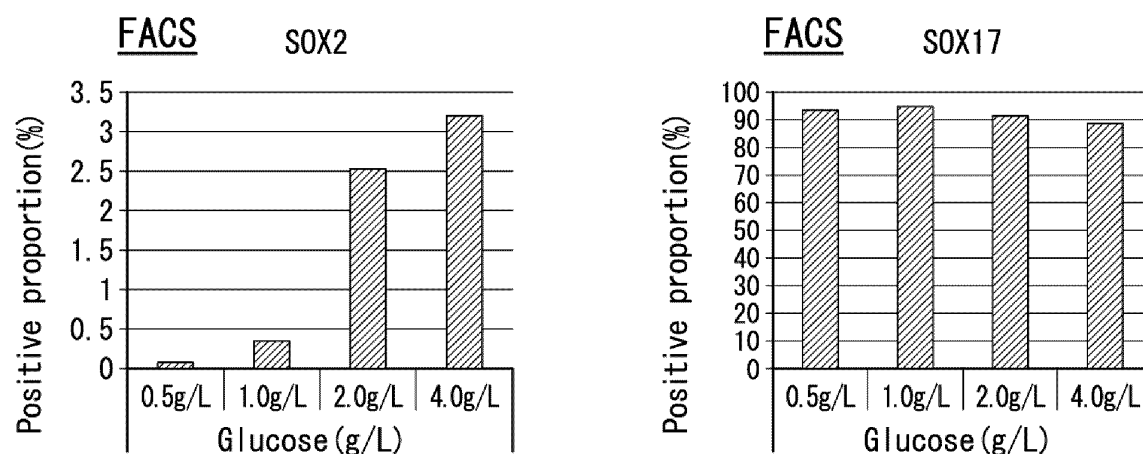 FACS SOX2
Positive proportion(%)
3.5
3
2.5
2
1.5
1
0.5
0
0.5g/L 1.0g/L 2.0g/L 4.0g/L
Glucose(g/L)
FACS SOX17
Positive proportion(%)
100
90
80
70
60
50
40
30
20
10
0
0.5g/L 1.0g/L 2.0g/L 4.0g/L
Glucose(g/L)